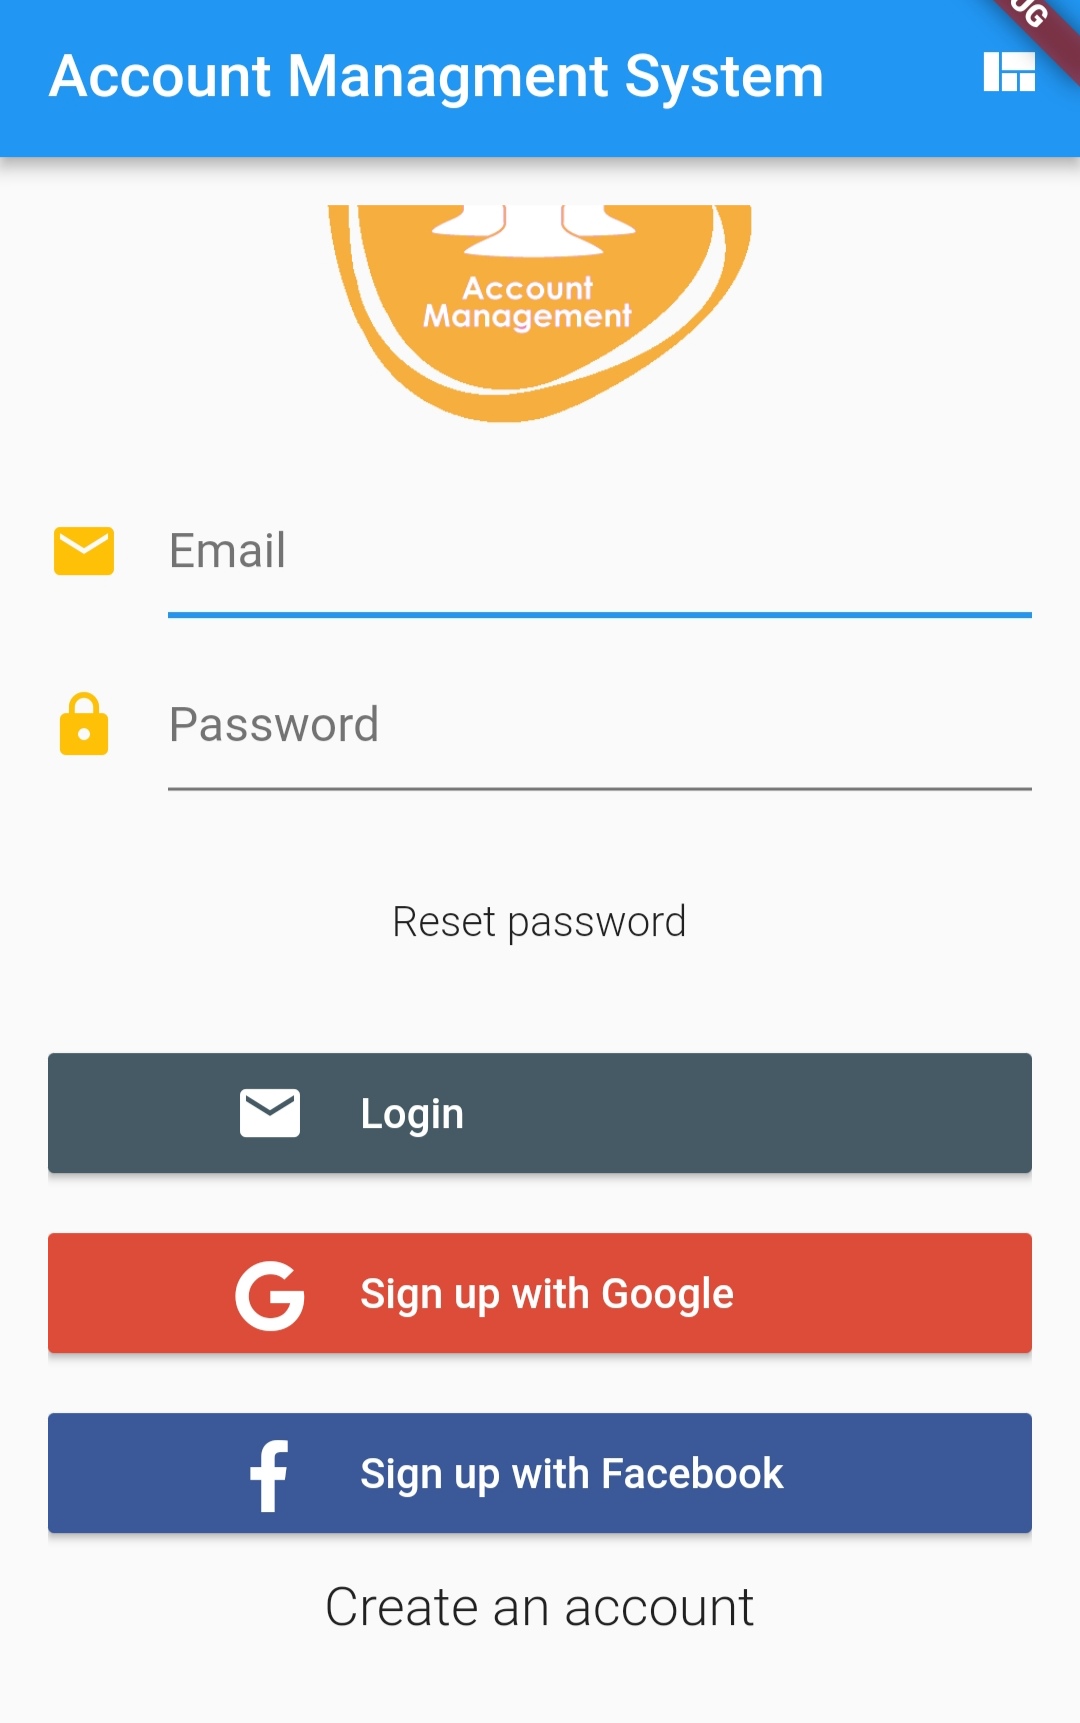 Account Managment System
UG
Account
Management
Email
Password
Reset password
Login
Sign up with Google
Sign up with Facebook
Create an account